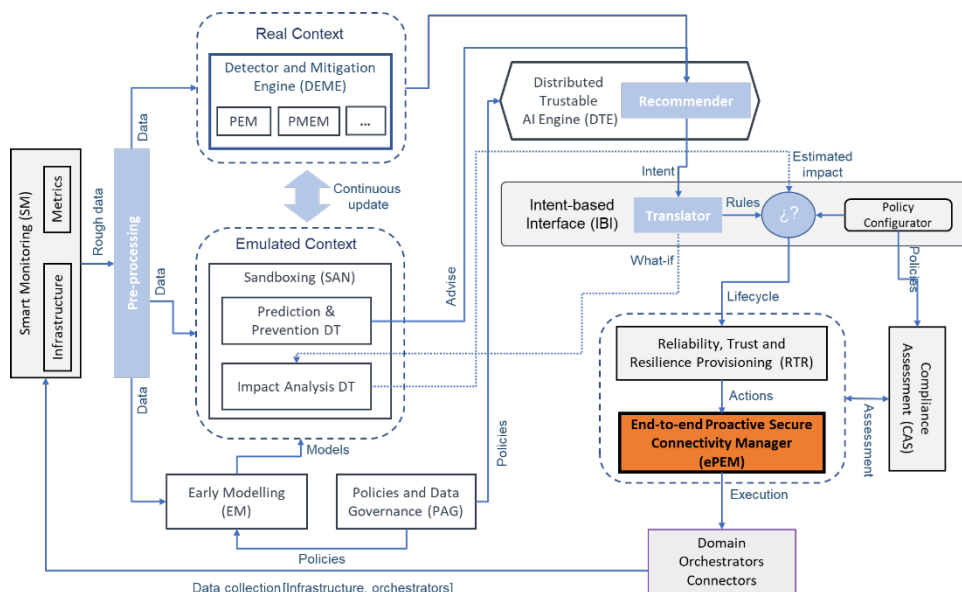 Real Context
Detector and Mitigation
Engine (DEME)
PEM
PMEM
...
Distributed
Trustable
AI Engine (DTE)
Recommender
Data
Smart Monitoring (SM)
Metrics
Infrastructure
Rough data
Pre-processing
Continuous
update
Intent
Estimated
impact
Intent-based
Interface (IBI)
Translator
Rules
¿?
Policy
Configurator
Emulated Context
Sandboxing (SAN)
Data
Prediction &
Prevention DT
Advise
What-if
Lifecycle
Policies
Impact Analysis DT
Reliability, Trust and
Resilience Provisioning (RTR)
Actions
End-to-end Proactive Secure
Connectivity Manager
(ePEM)
Assessment
Compliance
Assessment (CAS)
Data
Models
Policies
Early Modelling
(EM)
Policies and Data
Governance (PAG)
Execution
Policies
Domain
Orchestrators
Connectors
Data collection[Infrastructure, orchestrators]